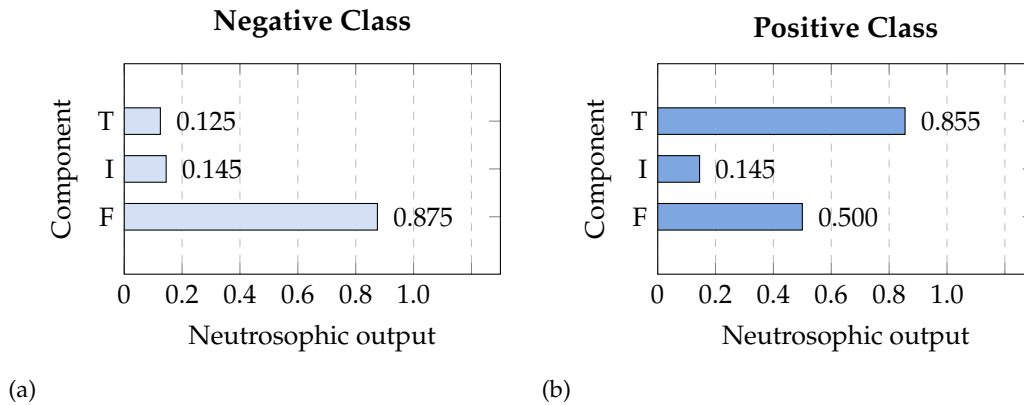 Negative Class
Component
T 0.125
I 0.145
F 0.875
0 0.2 0.4 0.6 0.8 1.0
Neutrosophic output
(a)
Positive Class
Component
T 0.855
I 0.145
F 0.500
0 0.2 0.4 0.6 0.8 1.0
Neutrosophic output
(b)